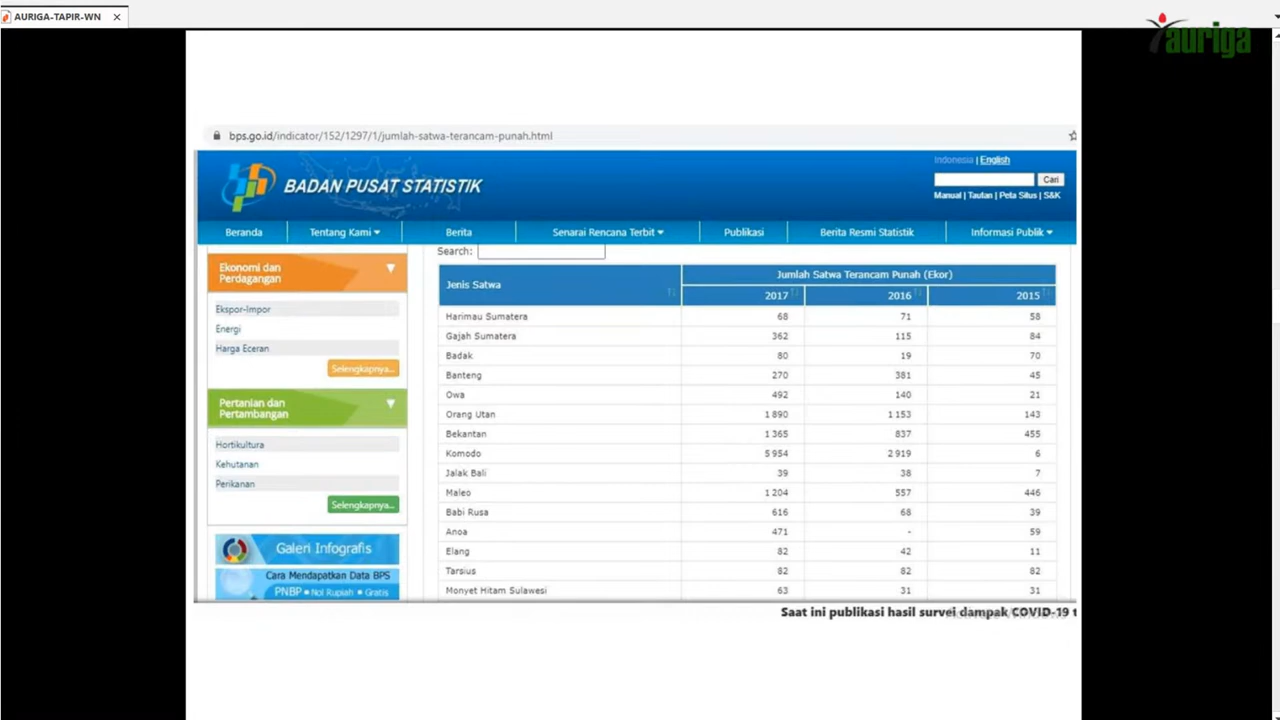 AURIGA-TAPIR-WN
auriga
bps.go.id/indicator/152/1297/1/jumlah-satwa-terancam-punah.html
BADAN PUSAT STATISTIK
Indonesia | English
Cari
Manual | Tautan | Peta Situs | S&K
Beranda Tentang Kami Berita Senarai Rencana Terbit Publikasi Berita Resmi Statistik Informasi Publik
Ekonomi dan
Perdagangan
Ekspor-Impor
Energi
Harga Eceran
Selengkapnya...
Pertanian dan
Pertambangan
Hortikultura
Kehutanan
Perikanan
Selengkapnya...
Galeri Infografis
Cara Mendapatkan Data BPS
PNBP ▪ Nol Rupiah ▪ Gratis
Search:
Jenis Satwa Jumlah Satwa Terancam Punah (Ekor)
2017 2016 2015
Harimau Sumatera 68 71 58
Gajah Sumatera 362 115 84
Badak 80 19 70
Banteng 270 381 45
Owa 492 140 21
Orang Utan 1 890 1 153 143
Bekantan 1 365 837 455
Komodo 5 954 2 919 6
Jalak Bali 39 38 7
Maleo 1 204 557 446
Babi Rusa 616 68 39
Anoa 471 - 59
Elang 82 42 11
Tarsius 82 82 82
Monyet Hitam Sulawesi 63 31 31
Saat ini publikasi hasil survei dampak COVID-19 t